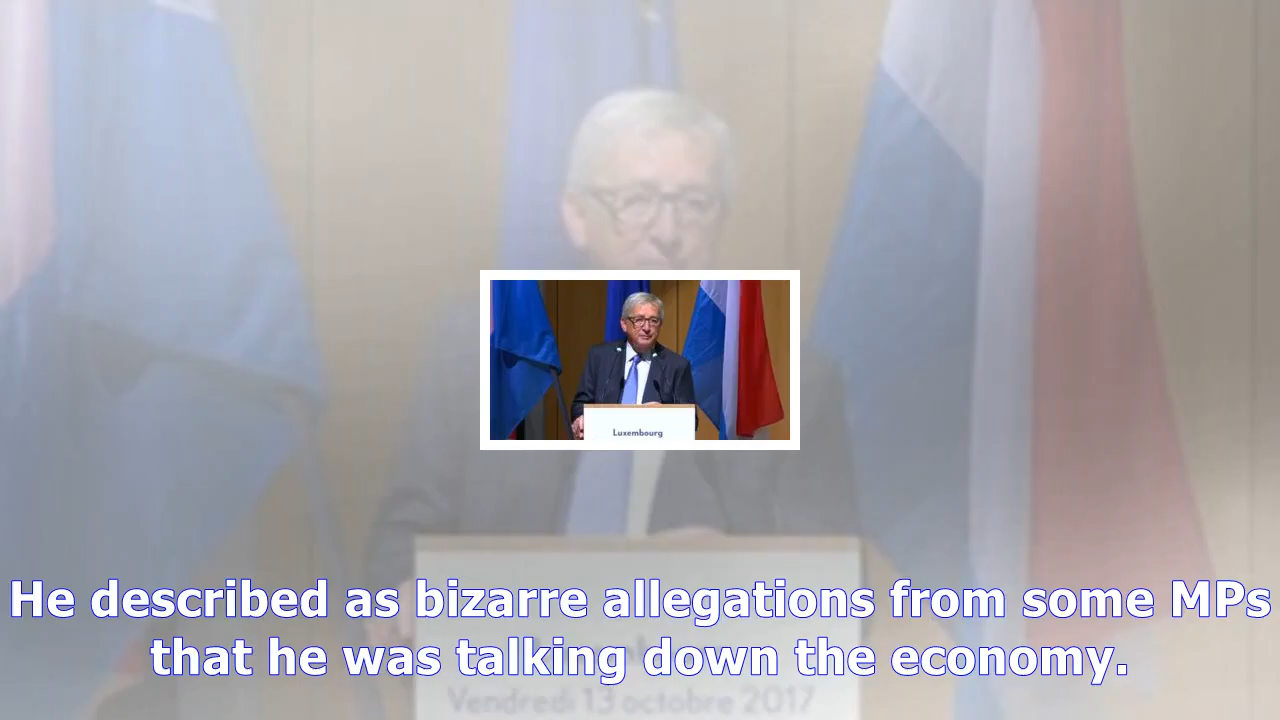 Luxembourg
He described as bizarre allegations from some MPs
that he was talking down the economy.
Vendredi 13 octobre 2017